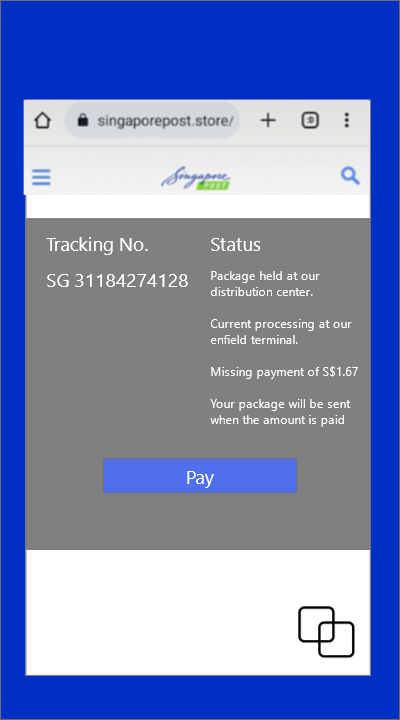 singaporepost.store/
:D
Singapore
POST
Tracking No.
Status
SG 31184274128
Package held at our
distribution center.
Current processing at our
enfield terminal.
Missing payment of S$1.67
Your package will be sent
when the amount is paid
Pay